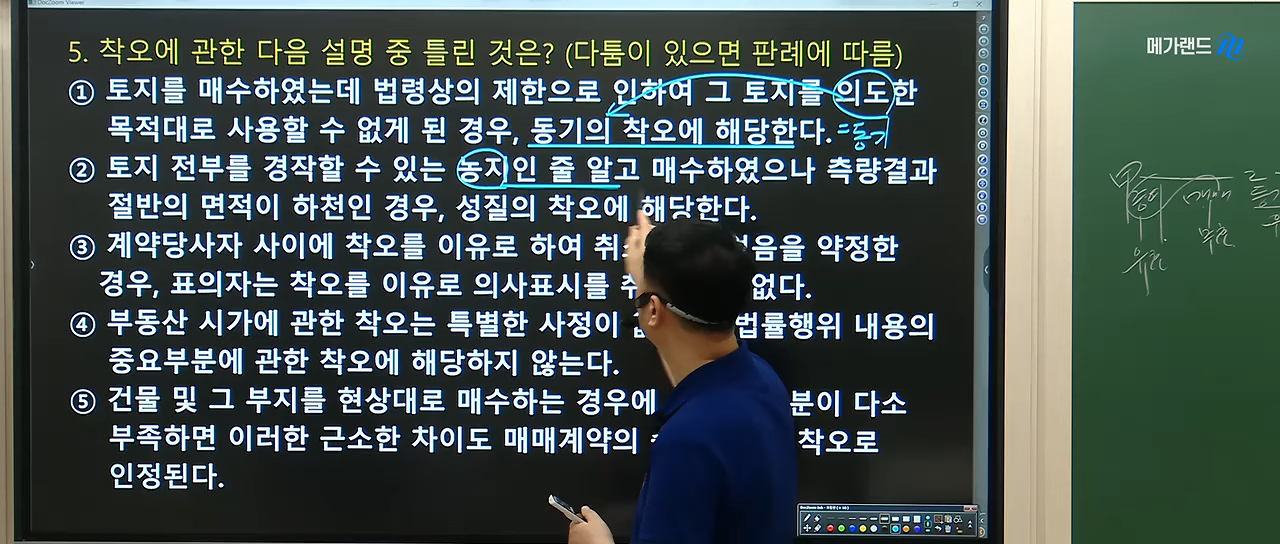 DocZoom Viewer
5. 착오에 관한 다음 설명 중 틀린 것은? (다툼이 있으면 판례에 따름)
① 토지를 매수하였는데 법령상의 제한으로 인하여 그 토지를 의도한
목적대로 사용할 수 없게 된 경우, 동기의 착오에 해당한다. =동기
② 토지 전부를 경작할 수 있는 농지인 줄 알고 매수하였으나 측량결과
절반의 면적이 하천인 경우, 성질의 착오에 해당한다.
③ 계약당사자 사이에 착오를 이유로 하여 취소 음을 약정한
경우, 표의자는 착오를 이유로 의사표시를 취 없다.
④ 부동산 시가에 관한 착오는 특별한 사정이 법률행위 내용의
중요부분에 관한 착오에 해당하지 않는다.
⑤ 건물 및 그 부지를 현상대로 매수하는 경우에 분이 다소
부족하면 이러한 근소한 차이도 매매계약의 착오로
인정된다.
메가랜드